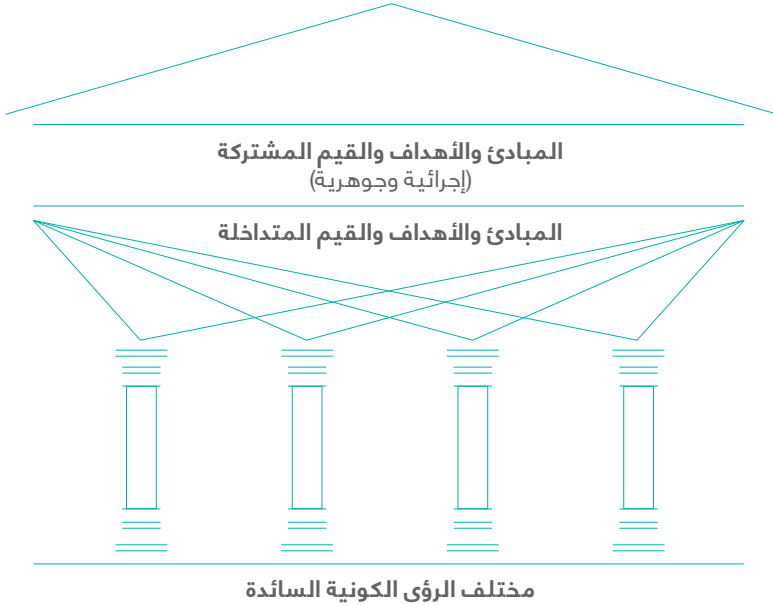 المبادئ والأهداف والقيم المشتركة
(إجرائية وجوهرية)
المبادئ والأهداف والقيم المتداخلة
مختلف الرؤى الكونية السائدة